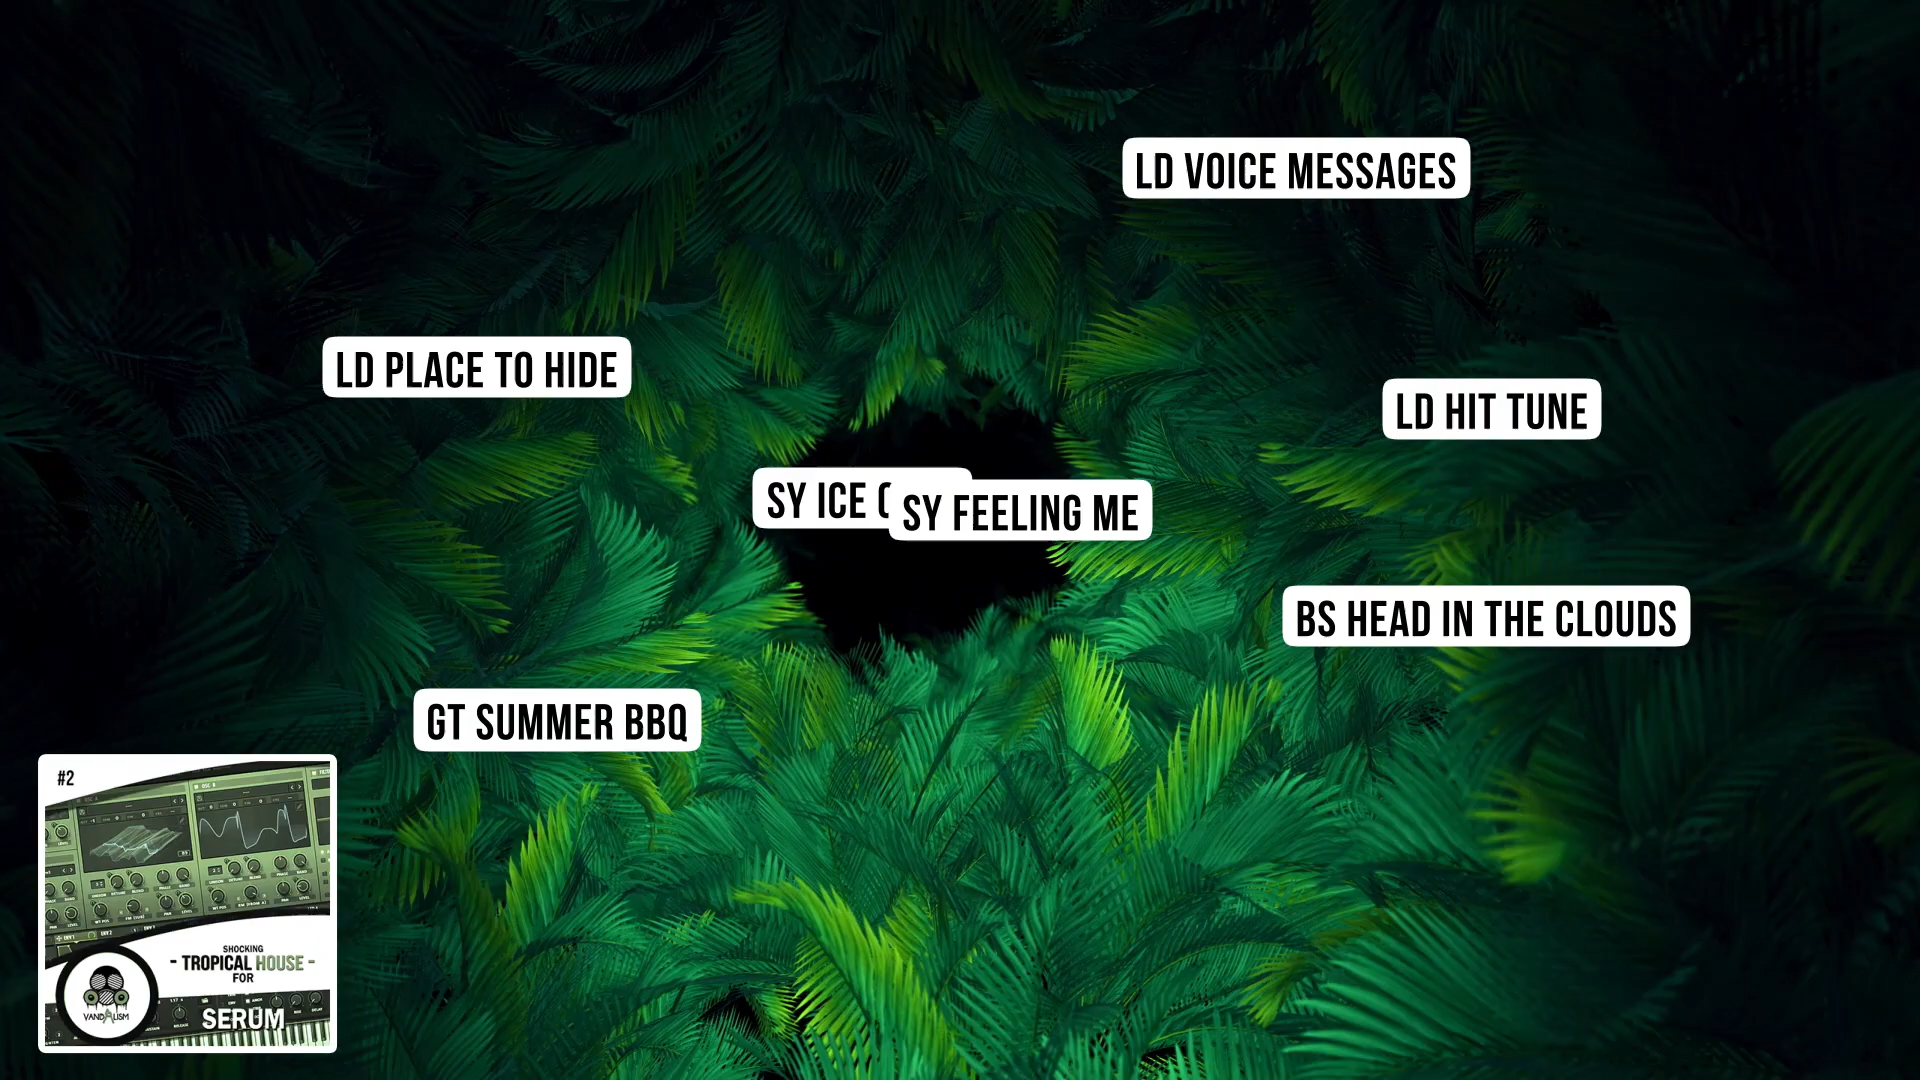 LD VOICE MESSAGES
LD PLACE TO HIDE
LD HIT TUNE
SY ICE
SY FEELING ME
BS HEAD IN THE CLOUDS
GT SUMMER BBQ
#2
SHOCKING
- TROPICAL HOUSE -
FOR
SERUM
VANDALISM